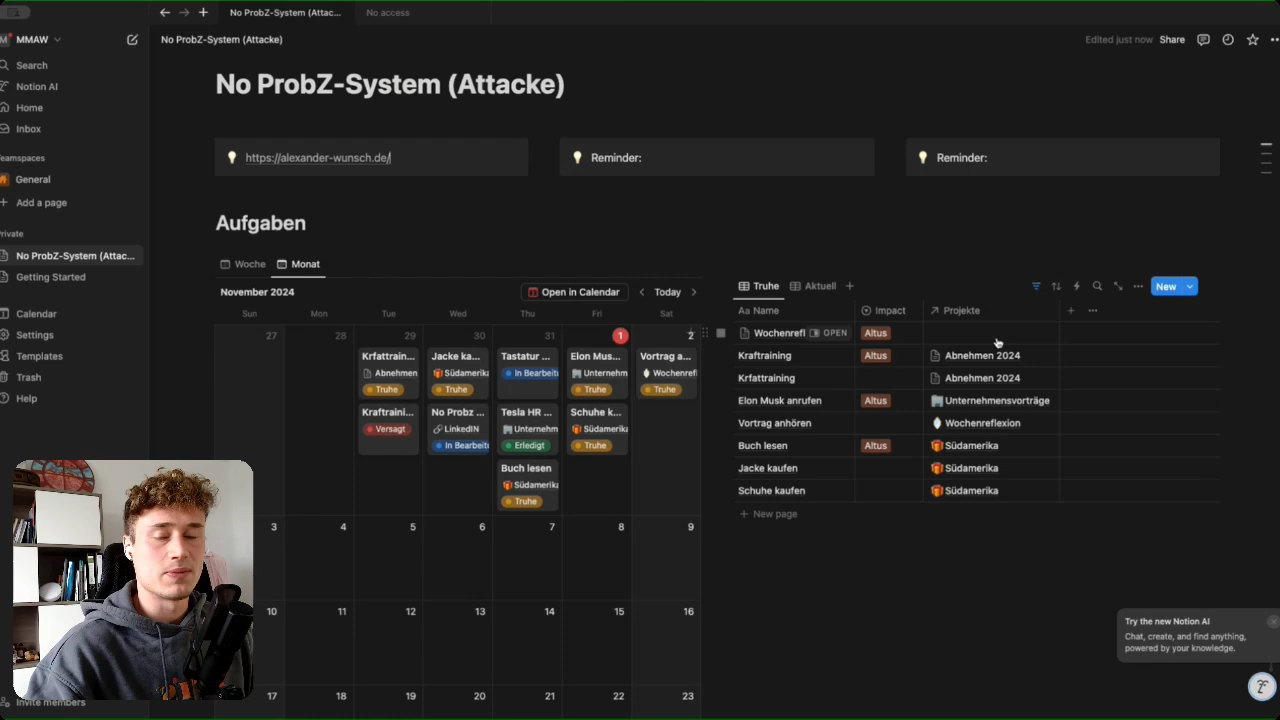 No ProbZ-System (Attac...
No access
MMAW
No ProbZ-System (Attacke)
Edited just now
Share
Search
Notion AI
Home
Inbox
Teamspaces
General
Add a page
Private
No ProbZ-System (Attac...
Getting Started
Calendar
Settings
Templates
Trash
Help
Invite members
No ProbZ-System (Attacke)
https://alexander-wunsch.de/
Reminder:
Reminder:
Aufgaben
Woche
Monat
November 2024
Open in Calendar
Today
Sun Mon Tue Wed Thu Fri Sat
27 28 29 30 31 1 2
Krfattrain...
Abnehmen
Truhe
Kraftraini...
Versagt
Jacke ka...
Südamerika
Truhe
No Probz ...
LinkedIN
In Bearbeit
Tastatur ...
In Bearbeit
Tesla HR ...
Unternehm
Erledigt
Buch lesen
Südamerika
Truhe
Elon Mus...
Unternehm
Truhe
Schuhe k...
Südamerika
Truhe
Vortrag a...
Wochenrefl
Truhe
3 4 5 6 7 8 9
10 11 12 13 14 15 16
17 18 19 20 21 22 23
Truhe
Aktuell
New
Aa Name Impact Projekte
Wochenrefl OPEN Altus
Kraftraining Altus Abnehmen 2024
Krfattraining Abnehmen 2024
Elon Musk anrufen Altus Unternehmensvorträge
Vortrag anhören Wochenreflexion
Buch lesen Altus Südamerika
Jacke kaufen Südamerika
Schuhe kaufen Südamerika
New page
Try the new Notion AI
Chat, create, and find anything,
powered by your knowledge.